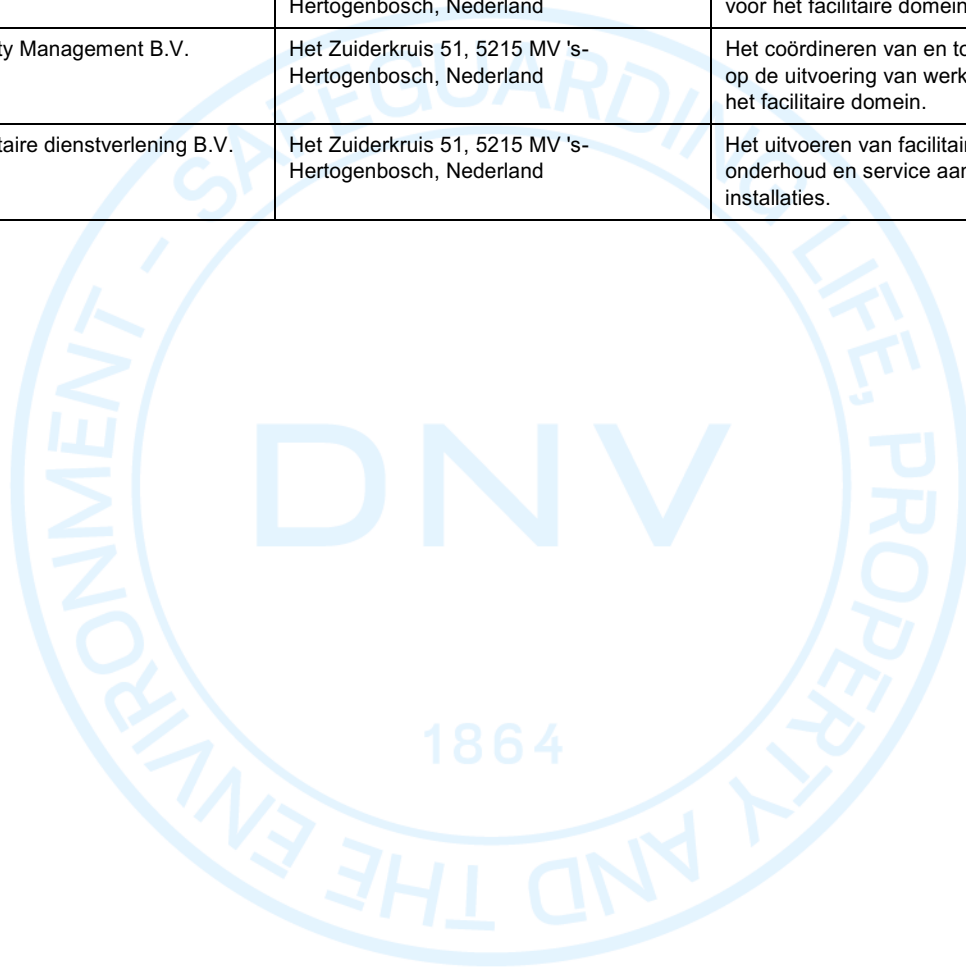 Hertogenbosch, Nederland
voor het facilitaire domein
ty Management B.V.
Het Zuiderkruis 51, 5215 MV 's-
Hertogenbosch, Nederland
Het coördineren van en to
op de uitvoering van werk
het facilitaire domein.
taire dienstverlening B.V.
Het Zuiderkruis 51, 5215 MV 's-
Hertogenbosch, Nederland
Het uitvoeren van facilitair
onderhoud en service aan
installaties.
SAFEGUARDING LIFE, PROPERTY AND THE ENVIRONMENT -
DNV
1864